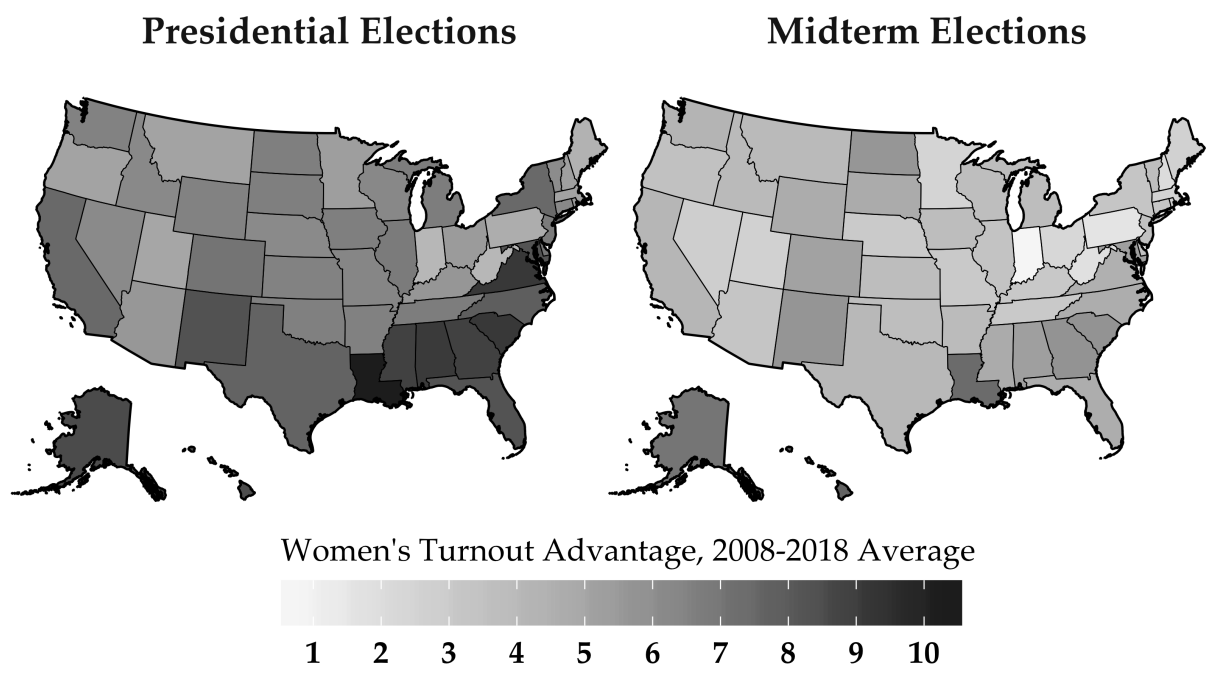 Presidential Elections
Midterm Elections
Women's Turnout Advantage, 2008-2018 Average
1 2 3 4 5 6 7 8 9 10